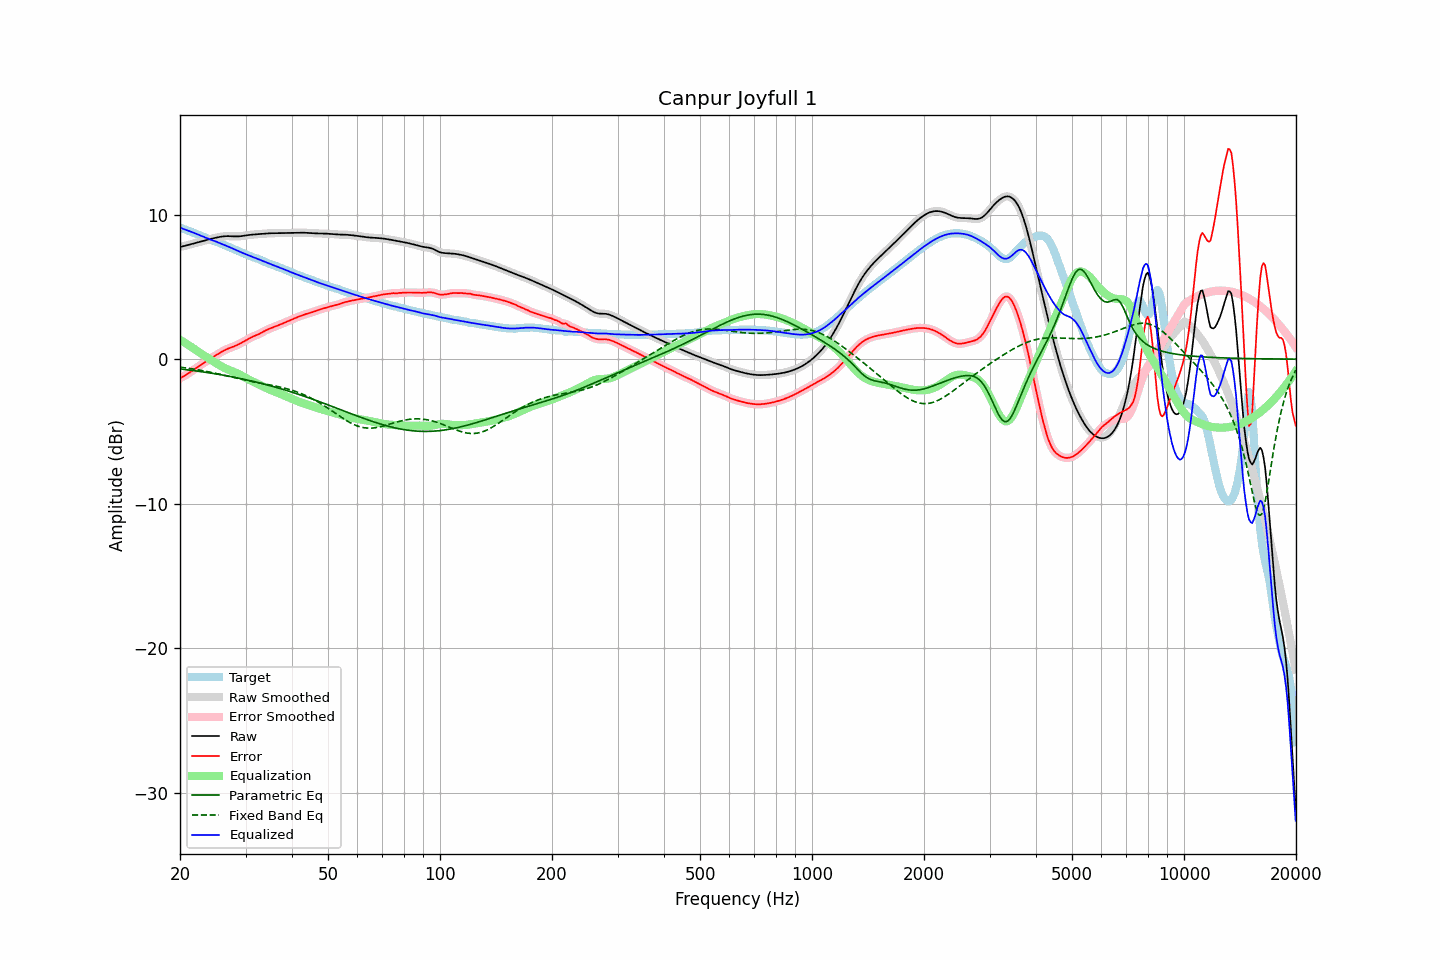 Canpur Joyfull 1
Amplitude (dBr)
10
0
−10
−20
−30
Target
Raw Smoothed
Error Smoothed
Raw
Error
Equalization
Parametric Eq
Fixed Band Eq
Equalized
20 50 100 200 500 1000 2000 5000 10000 20000
Frequency (Hz)